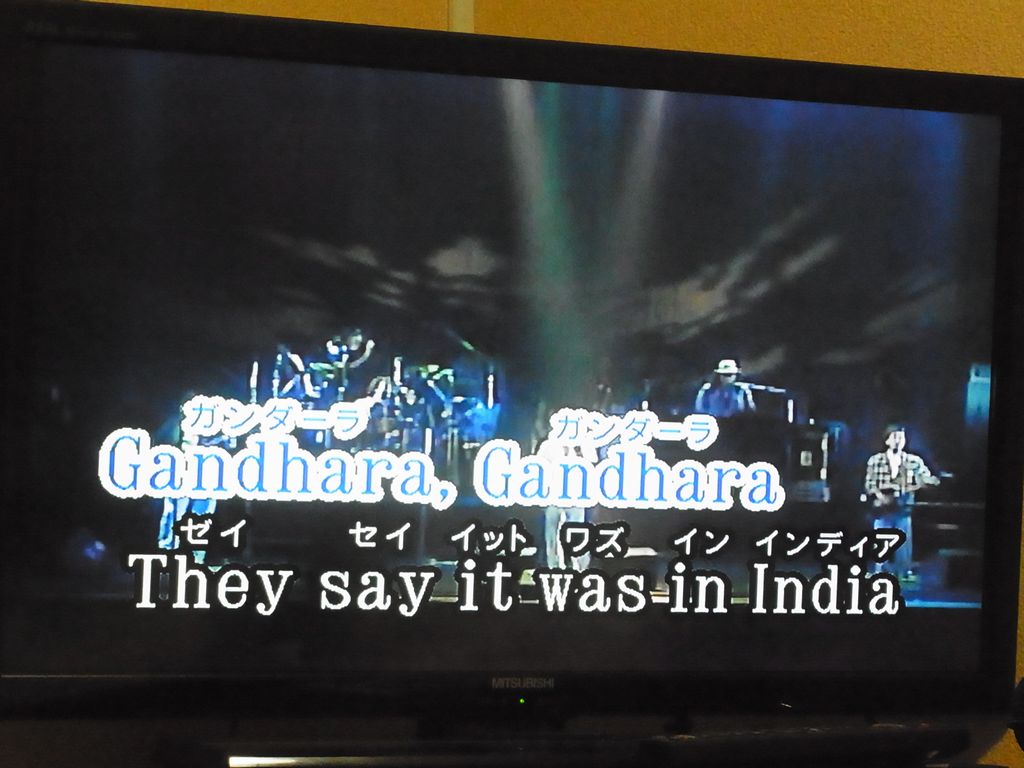 ガンダーラ ガンダーラ
Gandhara, Gandhara
ゼイ セイ イット ワズ イン インディア
They say it was in India
MITSUBISHI